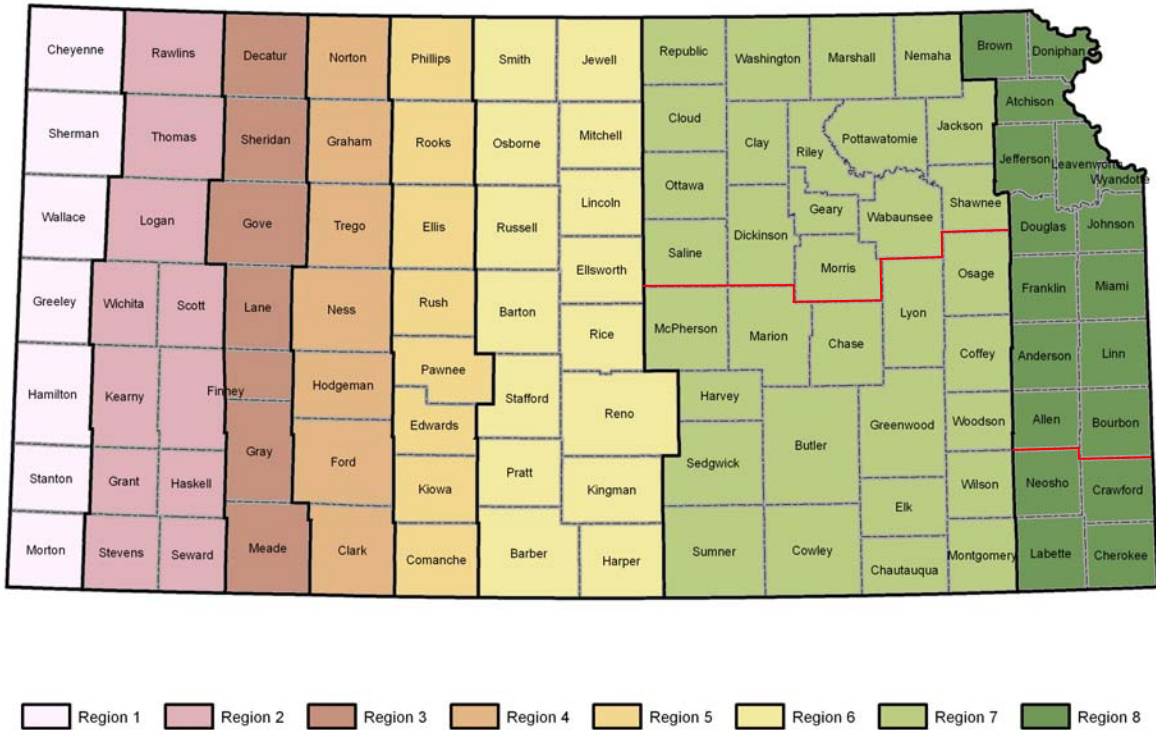 Cheyenne Rawlins Decatur Norton Phillips Smith Jewell Republic Washington Marshall Nemaha Brown Doniphan
Atchison
Sherman Thomas Sheridan Graham Rooks Osborne Mitchell Cloud Clay Riley Pottawatomie Jackson
Jefferson Leavenworth
Wyandotte
Wallace Logan Gove Trego Ellis Russell Lincoln Ottawa Dickinson Geary Wabaunsee Shawnee Douglas Johnson
Ellsworth Saline Morris
Greeley Wichita Scott Lane Ness Rush Barton Rice McPherson Marion Chase Lyon Osage Franklin Miami
Hamilton Kearny Finney Hodgeman Pawnee Stafford Reno Harvey Coffey Anderson Linn
Edwards Sedgwick Butler Greenwood Woodson Allen Bourbon
Stanton Grant Haskell Gray Ford Kiowa Pratt Kingman Elk Wilson Neosho Crawford
Morton Stevens Seward Meade Clark Comanche Barber Harper Sumner Cowley Chautauqua Montgomery Labette Cherokee
Region 1 Region 2 Region 3 Region 4 Region 5 Region 6 Region 7 Region 8